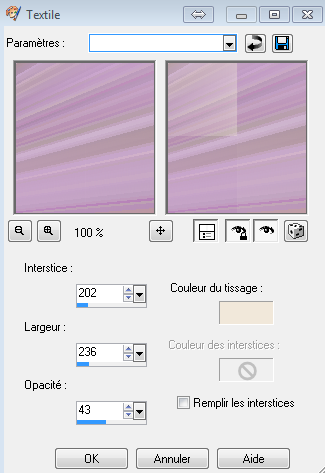 Textile
Paramètres :
100 %
Interstice :
202
Couleur du tissage :
Largeur :
236
Couleur des interstices :
Opacité :
43
Remplir les interstices
OK
Annuler
Aide